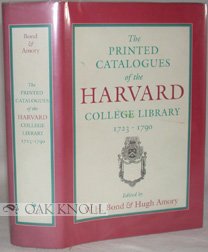 Bond
&
Amory
The
PRINTED
CATALOGUES
of the
HARVARD
COLLEGE
LIBRARY
1723-1790
The
PRINTED
CATALOGUES
of the
HARVARD
COLLEGE LIBRARY
1723-1790
Edited by
Bond & Hugh Amory
OAK KNOLL